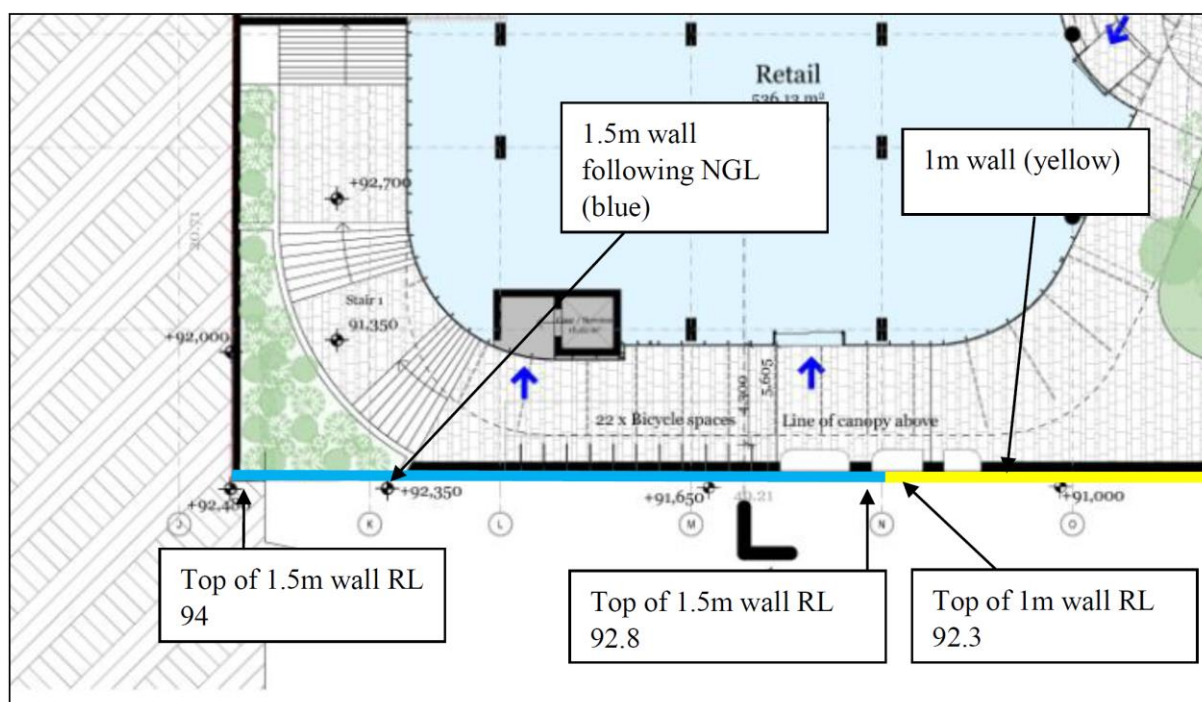 Retail
536.13 m²
1.5m wall
following NGL
(blue)
1m wall (yellow)
+92,700
Stair 1
91,350
+92,000
4.300
5.605
22 x Bicycle spaces
Line of canopy above
+92,350
+91,650
+91,000
J
K
L
M
N
O
Top of 1.5m wall RL
94
Top of 1.5m wall RL
92.8
Top of 1m wall RL
92.3